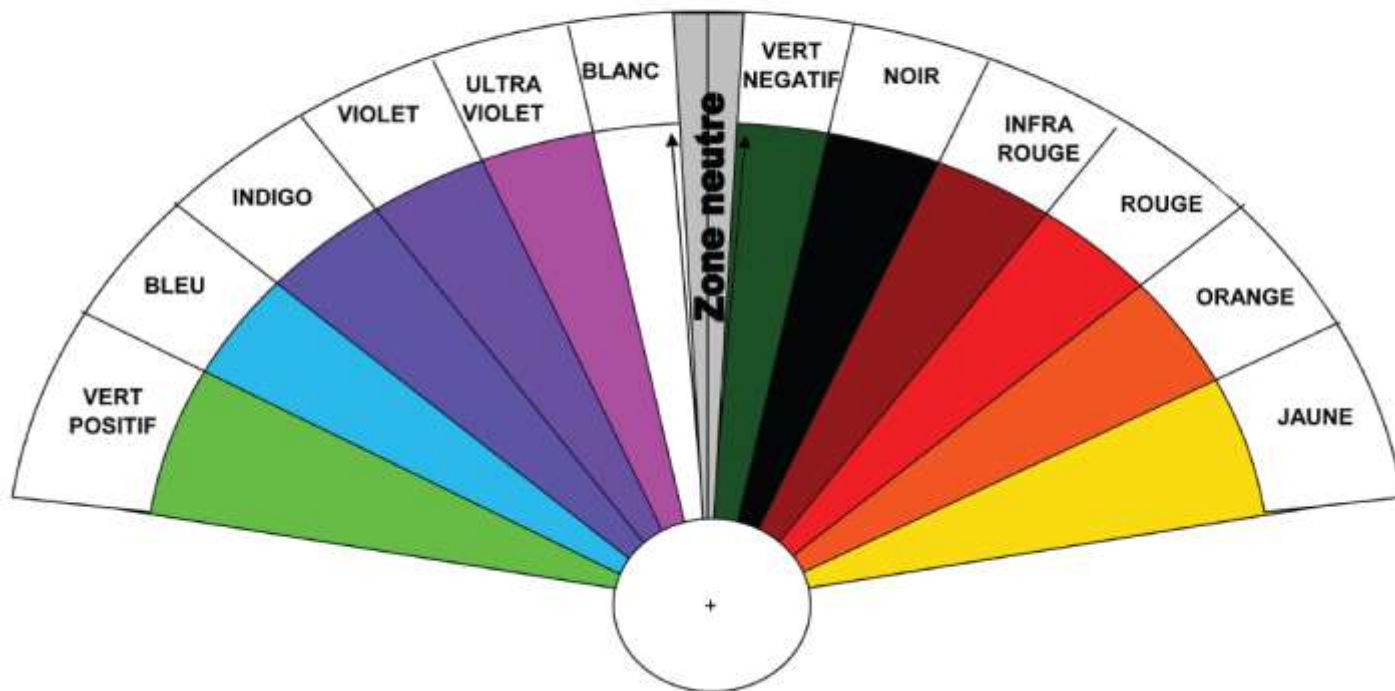 VERT
POSITIF
BLEU
INDIGO
VIOLET
ULTRA
VIOLET
BLANC
Zone neutre
VERT
NEGATIF
NOIR
INFRA
ROUGE
ROUGE
ORANGE
JAUNE